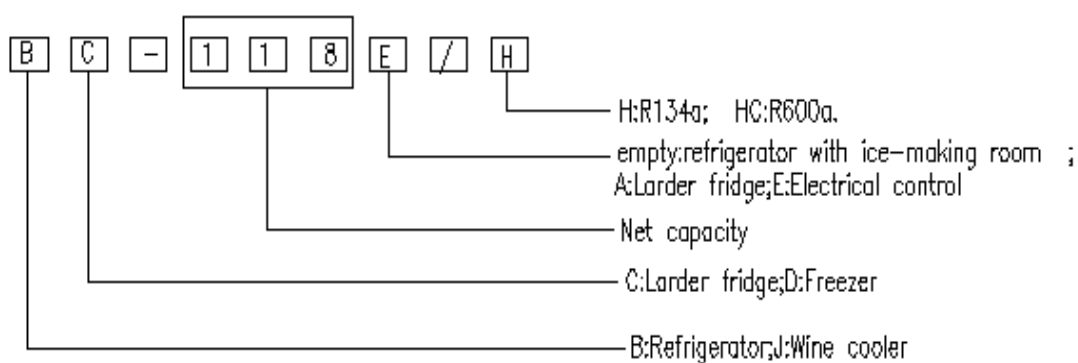 B C - 1 1 8 E / H
H:R134a; HC:R600a.
empty:refrigerator with ice-making room ;
A:Larder fridge;E:Electrical control
Net capacity
C:Larder fridge;D:Freezer
B:Refrigerator;J:Wine cooler